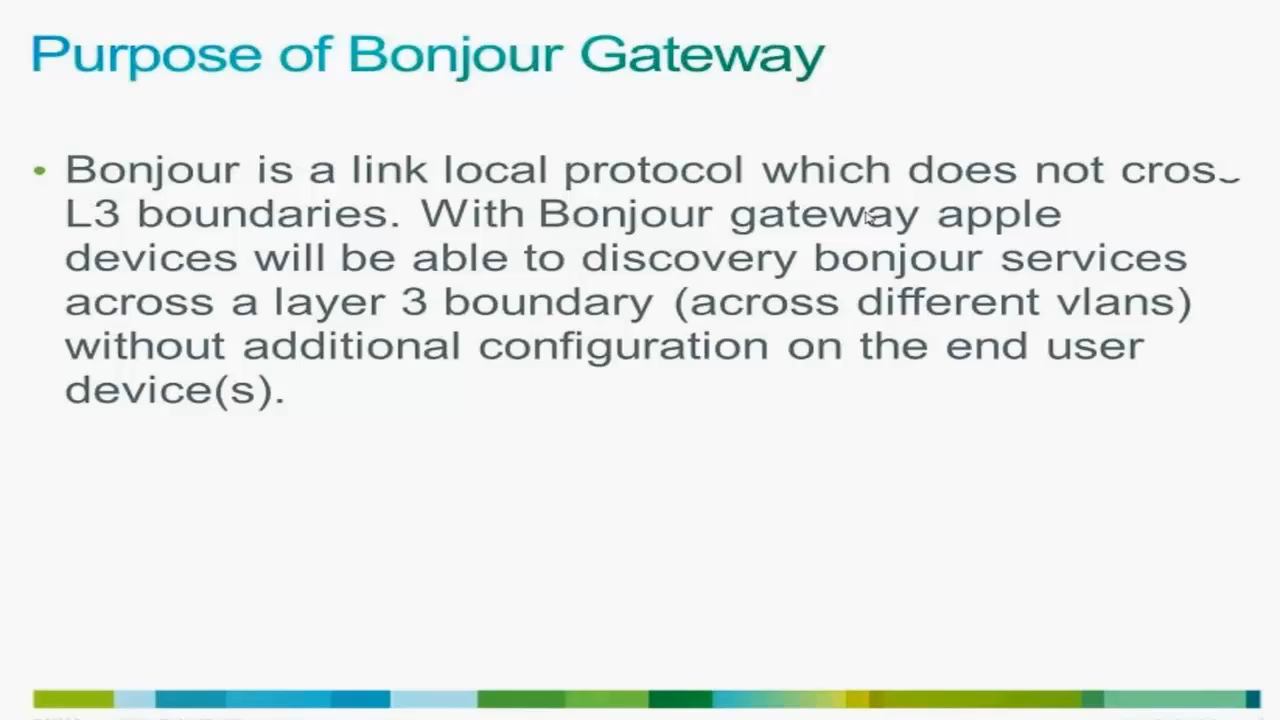 Purpose of Bonjour Gateway
• Bonjour is a link local protocol which does not cross
L3 boundaries. With Bonjour gateway apple
devices will be able to discovery bonjour services
across a layer 3 boundary (across different vlans)
without additional configuration on the end user
device(s).